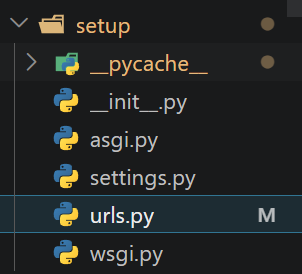 setup
__pycache__
__init__.py
asgi.py
settings.py
urls.py M
wsgi.py